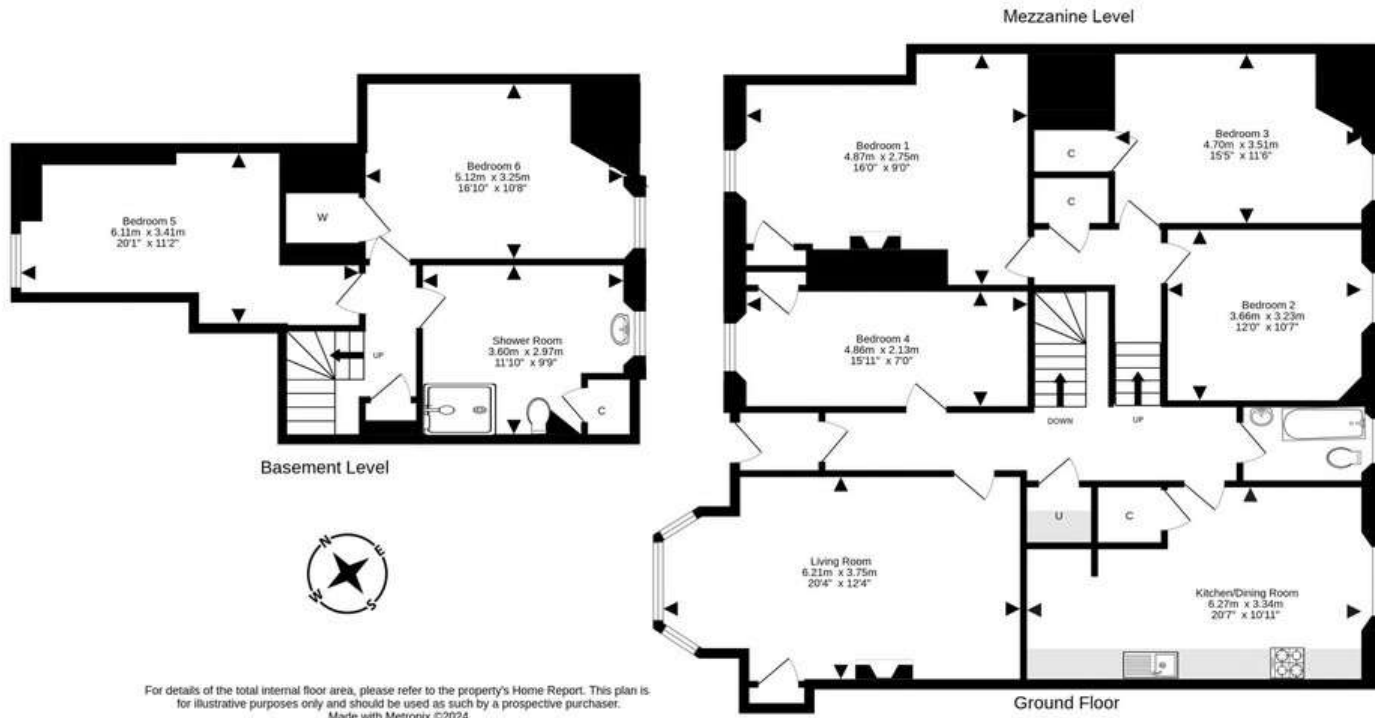 Mezzanine Level
Bedroom 1
4.87m x 2.75m
16'0" x 9'0"
C
C
Bedroom 3
4.70m x 3.51m
15'5" x 11'6"
Bedroom 6
5.12m x 3.25m
16'10" x 10'8"
W
Bedroom 5
6.11m x 3.41m
20'1" x 11'2"
Shower Room
3.60m x 2.97m
11'10" x 9'9"
UP
C
Basement Level
Bedroom 2
3.66m x 3.23m
12'0" x 10'7"
Bedroom 4
4.86m x 2.13m
15'11" x 7'0"
DOWN
UP
U
C
Living Room
6.21m x 3.75m
20'4" x 12'4"
Kitchen/Dining Room
6.27m x 3.34m
20'7" x 10'11"
Ground Floor
N
E
S
W
For details of the total internal floor area, please refer to the property's Home Report. This plan is
for illustrative purposes only and should be used as such by a prospective purchaser.
Made with Metropix ©2024